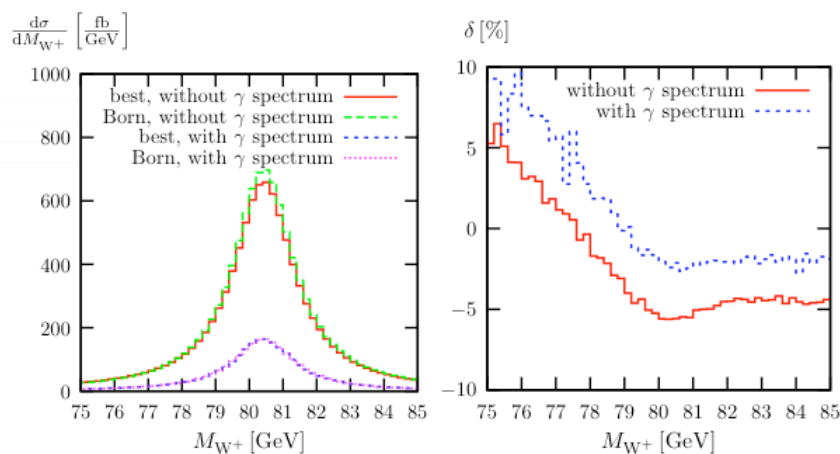 dσ/dM_W+ [fb/GeV]
1000
800
600
400
200
0
best, without γ spectrum
Born, without γ spectrum
best, with γ spectrum
Born, with γ spectrum
75 76 77 78 79 80 81 82 83 84 85
M_W+ [GeV]
δ [%]
10
5
0
−5
−10
without γ spectrum
with γ spectrum
75 76 77 78 79 80 81 82 83 84 85
M_W+ [GeV]